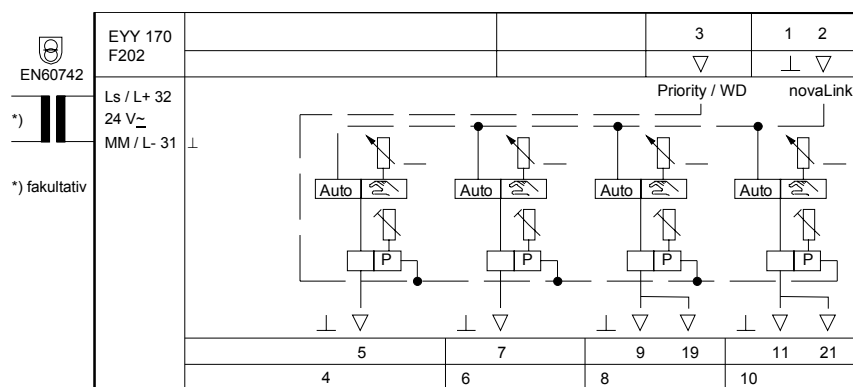 EYY 170
F202
3
1 2
EN60742
Ls / L+ 32
24 V~
MM / L- 31
*)
*) fakultativ
Priority / WD
novaLink
Auto
Auto
Auto
Auto
P
P
P
P
5
7
9
19
11
21
4
6
8
10